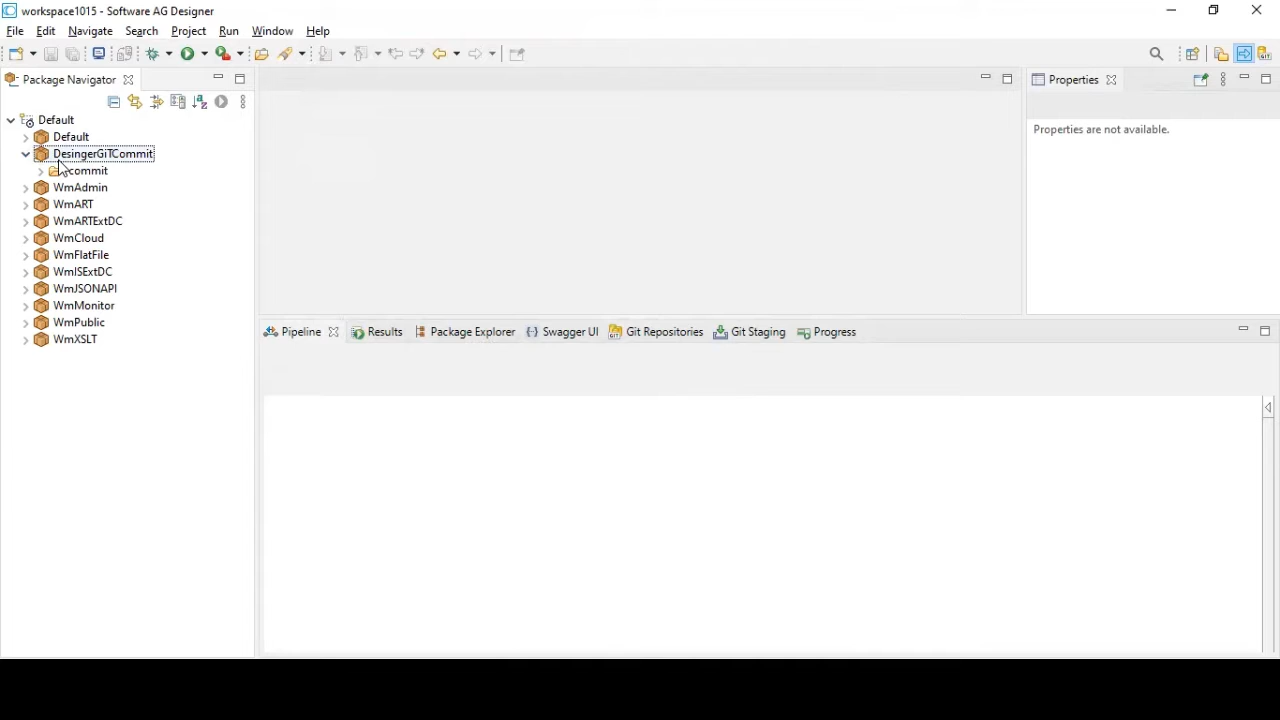 workspace1015 - Software AG Designer
File Edit Navigate Search Project Run Window Help
Package Navigator
Default
Default
DesingerGiTCommit
commit
WmAdmin
WmART
WmARTExtDC
WmCloud
WmFlatFile
WmISExtDC
WmJSONAPI
WmMonitor
WmPublic
WmXSLT
Properties
Properties are not available.
Pipeline Results Package Explorer Swagger UI Git Repositories Git Staging Progress